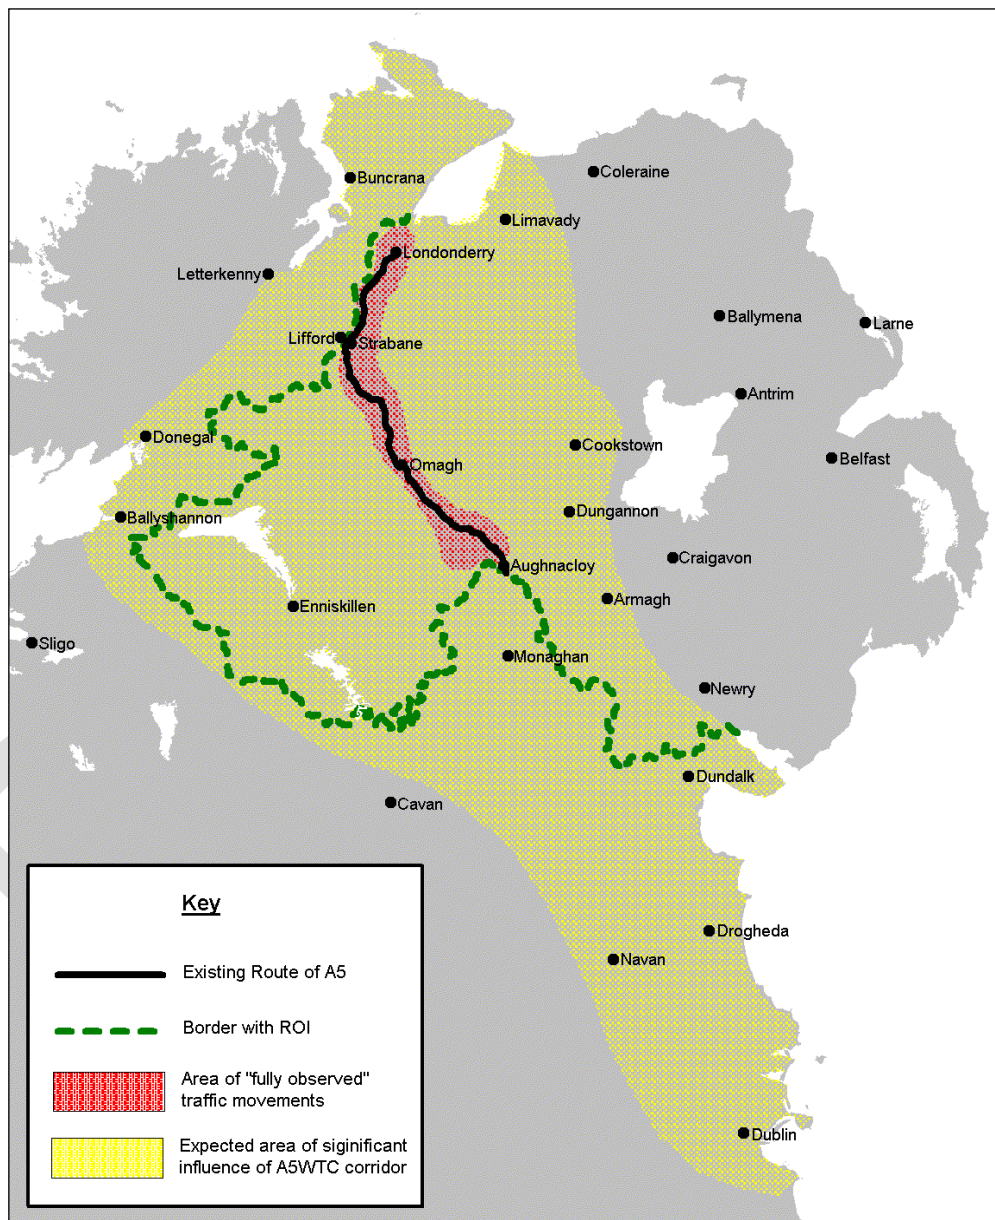 Buncrana
Coleraine
Limavady
Londonderry
Letterkenny
Ballymena
Larne
Lifford
Strabane
Antrim
Donegal
Cookstown
Belfast
Omagh
Dungannon
Ballyshannon
Craigavon
Aughnacloy
Enniskillen
Armagh
Sligo
Monaghan
Newry
Dundalk
Cavan
Key
Drogheda
Navan
Existing Route of A5
Border with ROI
Area of "fully observed"
traffic movements
Expected area of siginificant
influence of A5WTC corridor
Dublin